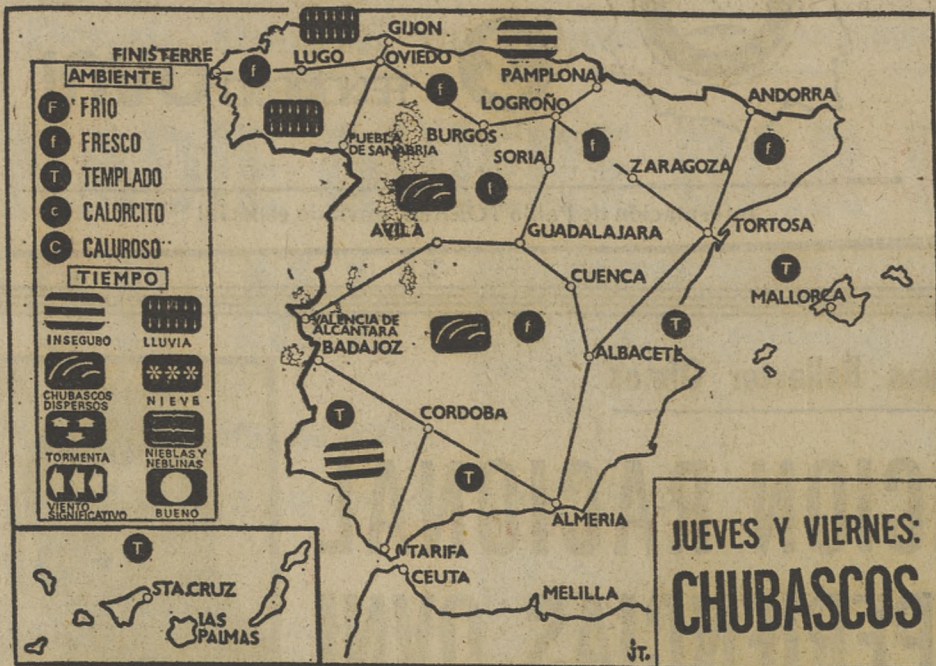 AMBIENTE
F FRIO
f FRESCO
T TEMPLADO
c CALORCITO
C CALUROSO
TIEMPO
INSEGURO
LLUVIA
CHUBASCOS
DISPERSOS
NIEVE
TORMENTA
NIEBLAS Y
NEBLINAS
VIENTO
SIGNIFICATIVO
BUENO
GIJON
FINISTERRE
f
LUGO
OVIEDO
f
PAMPLONA
LOGROÑO
ANDORRA
PUEBLA
DE SANABRIA
BURGOS
f
f
SORIA
ZARAGOZA
f
AVILA
GUADALAJARA
TORTOSA
CUENCA
T
MALLORCA
VALENCIA DE
ALCANTARA
f
T
BADAJOZ
ALBACETE
T
CORDOBA
T
ALMERIA
TARIFA
CEUTA
MELILLA
T
STA.CRUZ
LAS
PALMAS
JT.
JUEVES Y VIERNES:
CHUBASCOS